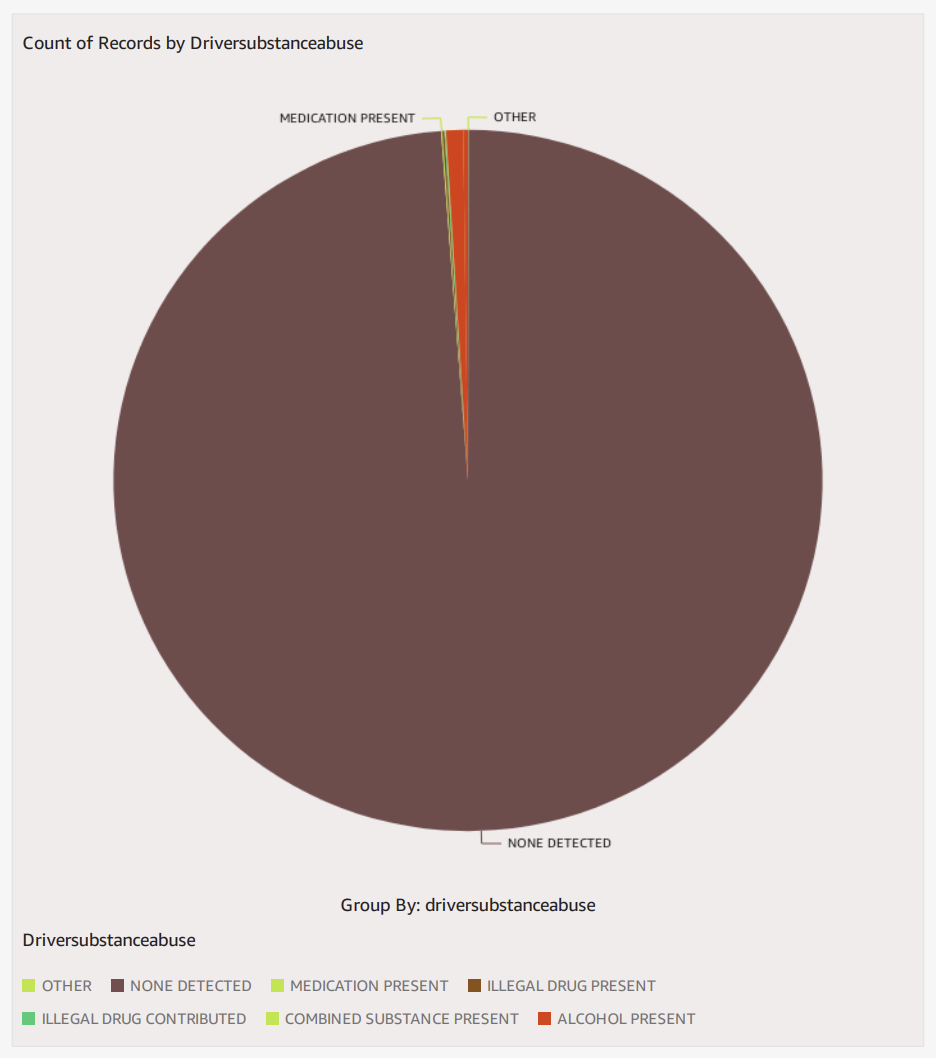 Count of Records by Driversubstanceabuse
MEDICATION PRESENT
OTHER
NONE DETECTED
Group By: driversubstanceabuse
Driversubstanceabuse
OTHER NONE DETECTED MEDICATION PRESENT ILLEGAL DRUG PRESENT
ILLEGAL DRUG CONTRIBUTED COMBINED SUBSTANCE PRESENT ALCOHOL PRESENT